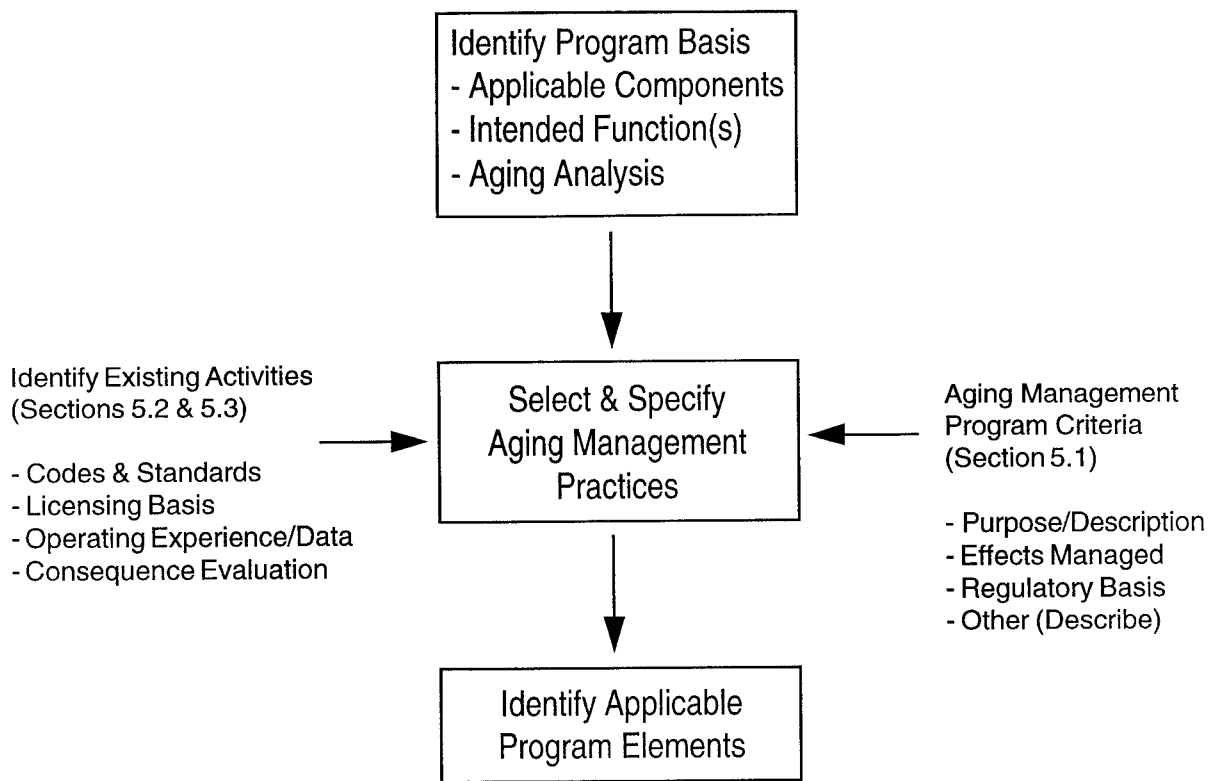 Identify Program Basis
- Applicable Components
- Intended Function(s)
- Aging Analysis
Identify Existing Activities
(Sections 5.2 & 5.3)
- Codes & Standards
- Licensing Basis
- Operating Experience/Data
- Consequence Evaluation
Select & Specify
Aging Management
Practices
Aging Management
Program Criteria
(Section 5.1)
- Purpose/Description
- Effects Managed
- Regulatory Basis
- Other (Describe)
Identify Applicable
Program Elements